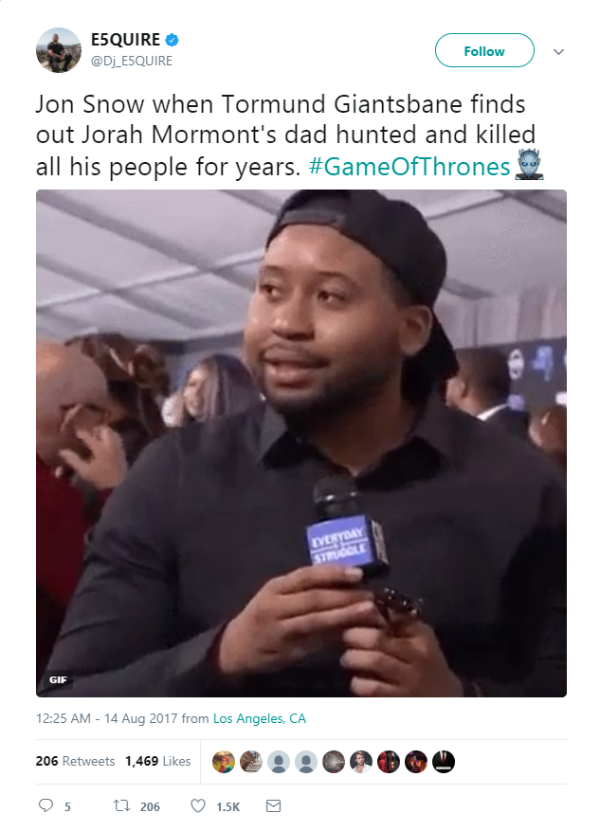 E5QUIRE
@Dj_E5QUIRE
Follow
Jon Snow when Tormund Giantsbane finds
out Jorah Mormont's dad hunted and killed
all his people for years. #GameOfThrones
EVERYDAY
STRUGGLE
GIF
12:25 AM - 14 Aug 2017 from Los Angeles, CA
206 Retweets 1,469 Likes
5 206 1.5K